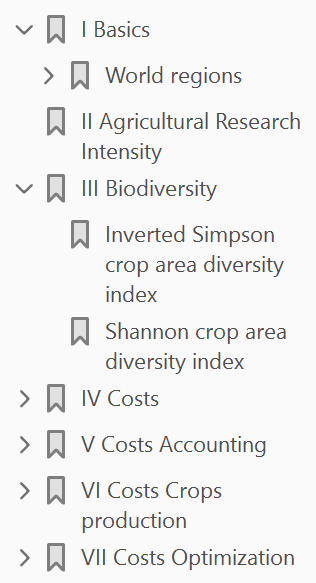 I Basics
World regions
II Agricultural Research
Intensity
III Biodiversity
Inverted Simpson
crop area diversity
index
Shannon crop area
diversity index
IV Costs
V Costs Accounting
VI Costs Crops
production
VII Costs Optimization